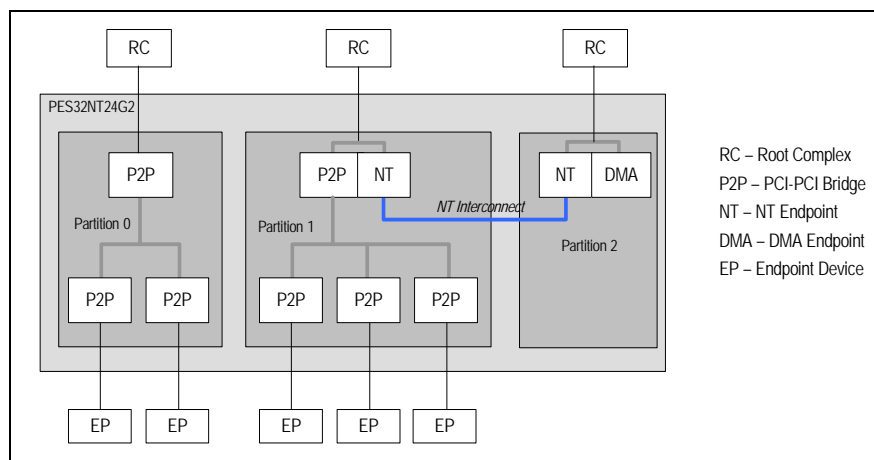 RC
RC
RC
PES32NT24G2
P2P
P2P
NT
NT
DMA
NT Interconnect
Partition 0
Partition 1
Partition 2
P2P
P2P
P2P
P2P
P2P
EP
EP
EP
EP
EP
RC – Root Complex
P2P – PCI-PCI Bridge
NT – NT Endpoint
DMA – DMA Endpoint
EP – Endpoint Device